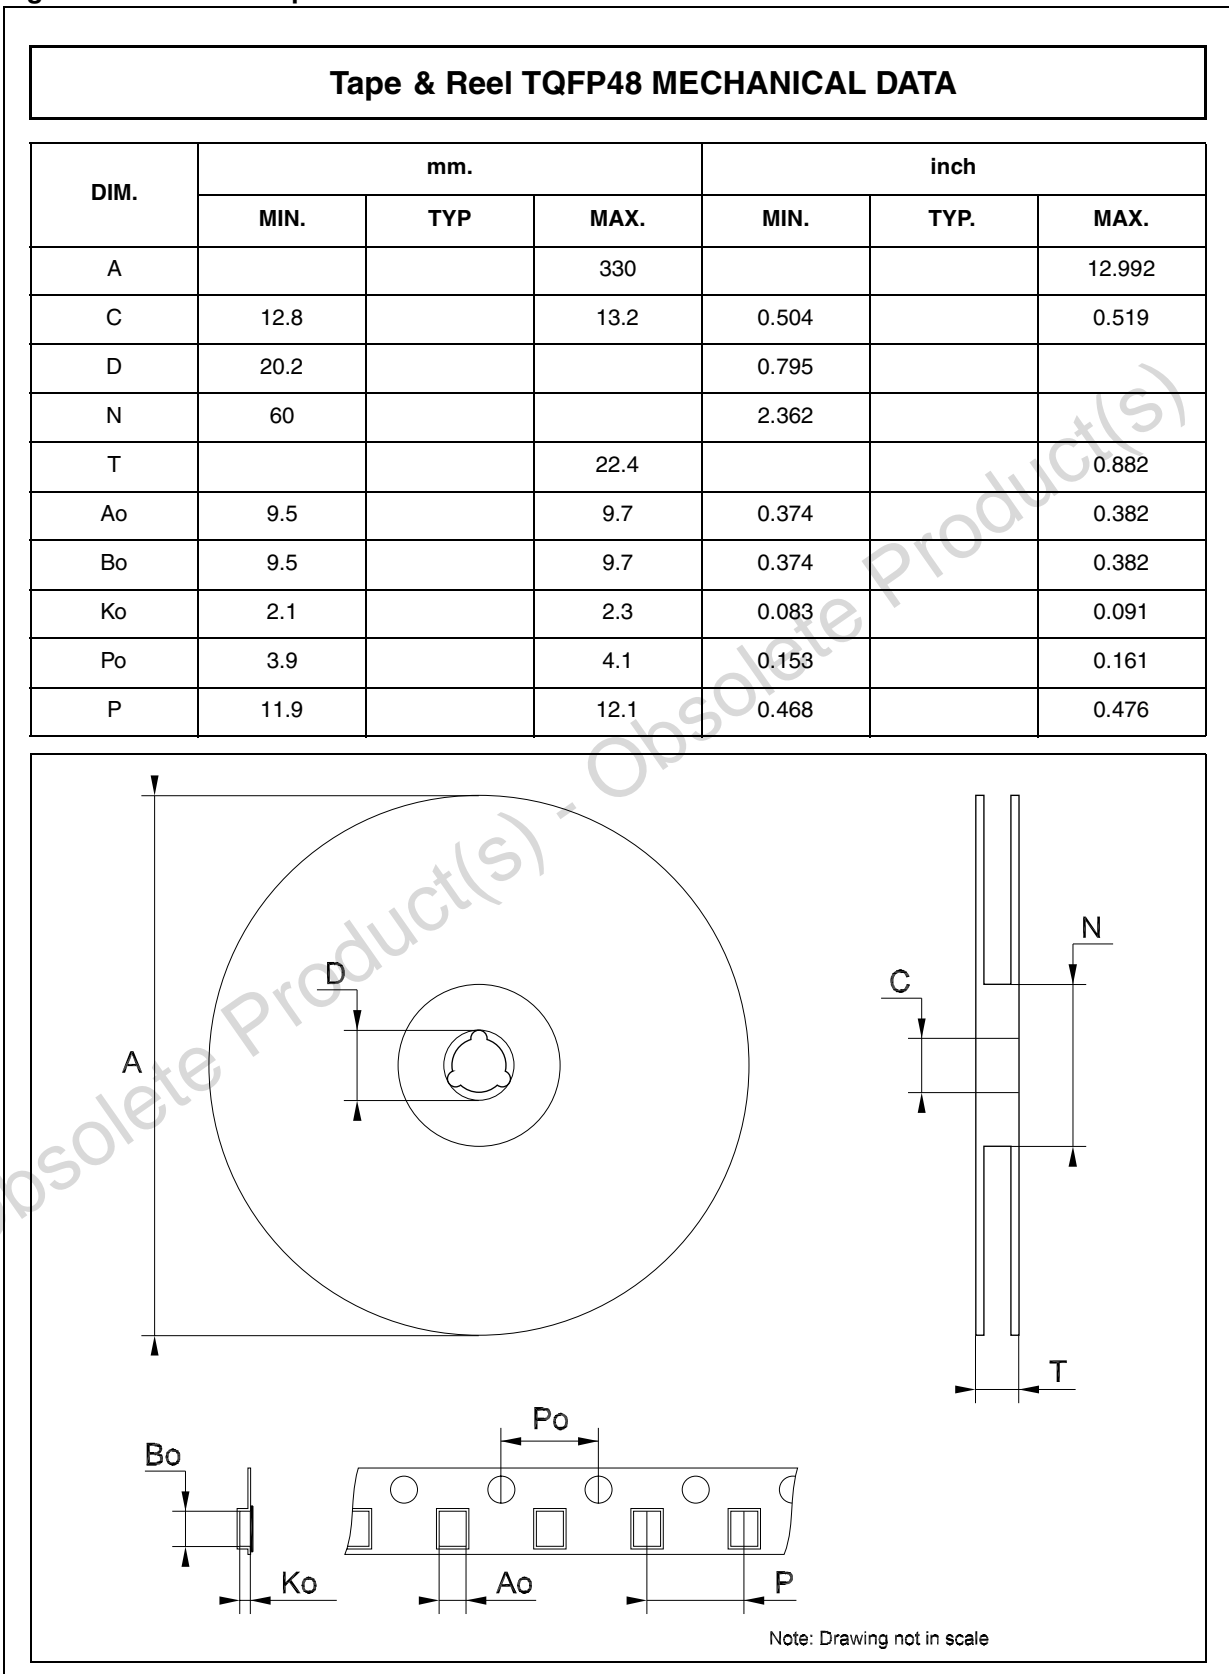 Tape & Reel TQFP48 MECHANICAL DATA
DIM. mm. inch
MIN. TYP MAX. MIN. TYP. MAX.
A 330 12.992
C 12.8 13.2 0.504 0.519
D 20.2 0.795
N 60 2.362
T 22.4 0.882
Ao 9.5 9.7 0.374 0.382
Bo 9.5 9.7 0.374 0.382
Ko 2.1 2.3 0.083 0.091
Po 3.9 4.1 0.153 0.161
P 11.9 12.1 0.468 0.476
A
D
C
N
T
Po
Bo
Ko
Ao
P
Note: Drawing not in scale
Obsolete Product(s) - Obsolete Product(s)